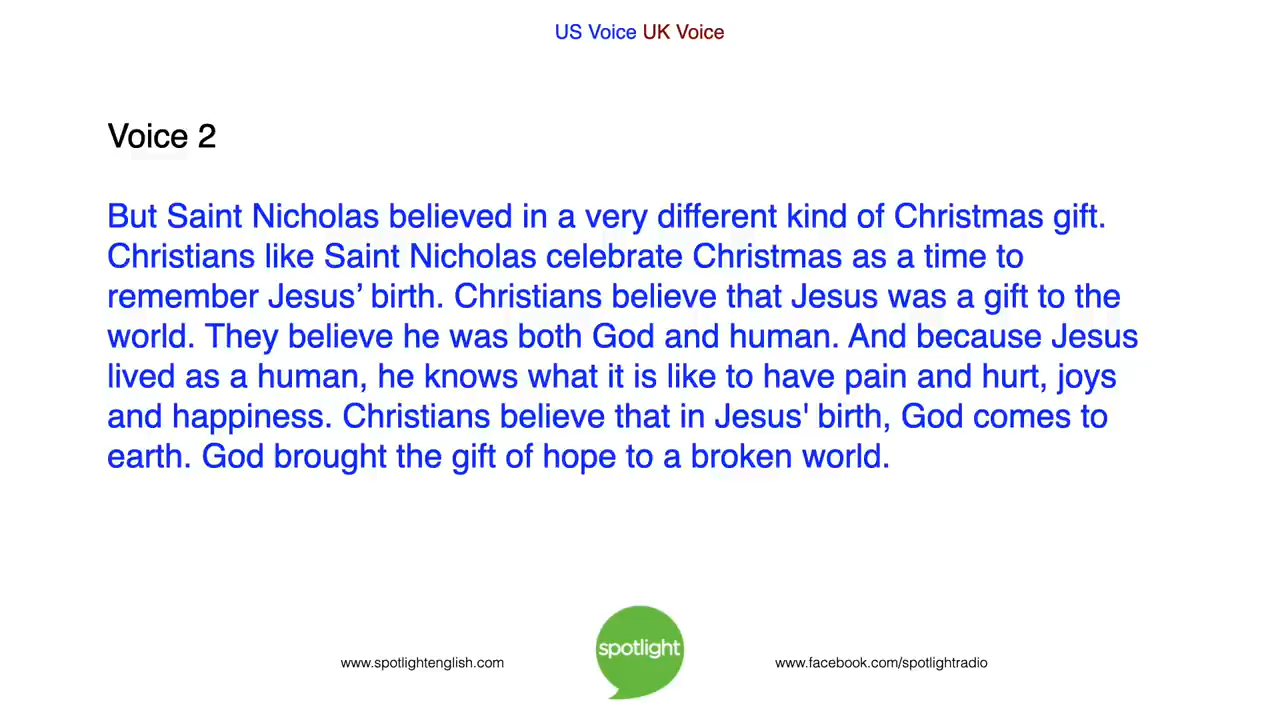 US Voice UK Voice
Voice 2
But Saint Nicholas believed in a very different kind of Christmas gift.
Christians like Saint Nicholas celebrate Christmas as a time to
remember Jesus’ birth. Christians believe that Jesus was a gift to the
world. They believe he was both God and human. And because Jesus
lived as a human, he knows what it is like to have pain and hurt, joys
and happiness. Christians believe that in Jesus' birth, God comes to
earth. God brought the gift of hope to a broken world.
spotlight
www.spotlightenglish.com
www.facebook.com/spotlightradio